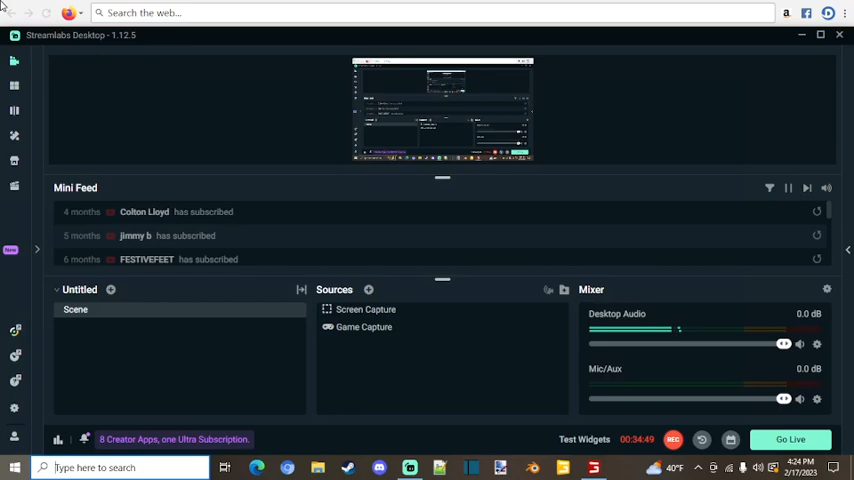 Search the web...
Streamlabs Desktop - 1.12.5
Mini Feed
4 months Colton Lloyd has subscribed
5 months jimmy b has subscribed
6 months FESTIVEFEET has subscribed
New
Untitled
Sources
Mixer
Scene
Screen Capture
Game Capture
Desktop Audio 0.0 dB
Mic/Aux 0.0 dB
8 Creator Apps, one Ultra Subscription.
Test Widgets 00:34:49 REC
Go Live
Type here to search
40°F
4:24 PM
2/17/2023